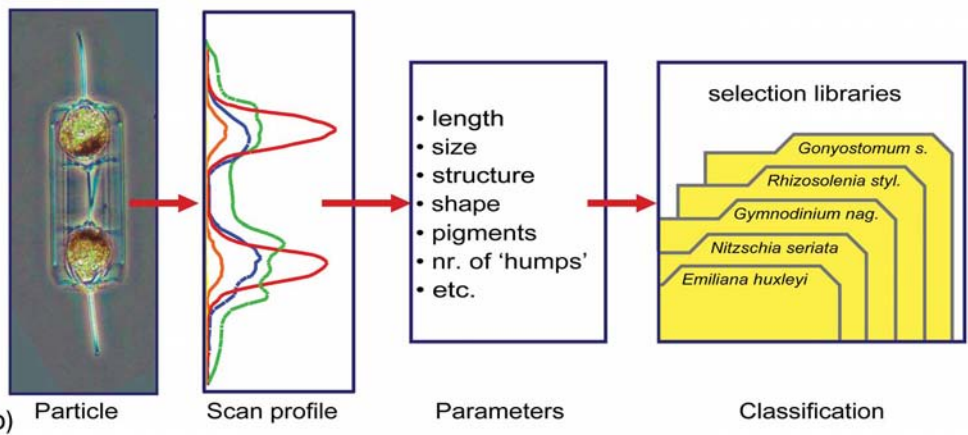 • length
• size
• structure
• shape
• pigments
• nr. of ‘humps’
• etc.
selection libraries
Gonyostomum s.
Rhizosolenia styl.
Gymnodinium nag.
Nitzschia seriata
Emiliana huxleyi
Particle
Scan profile
Parameters
Classification